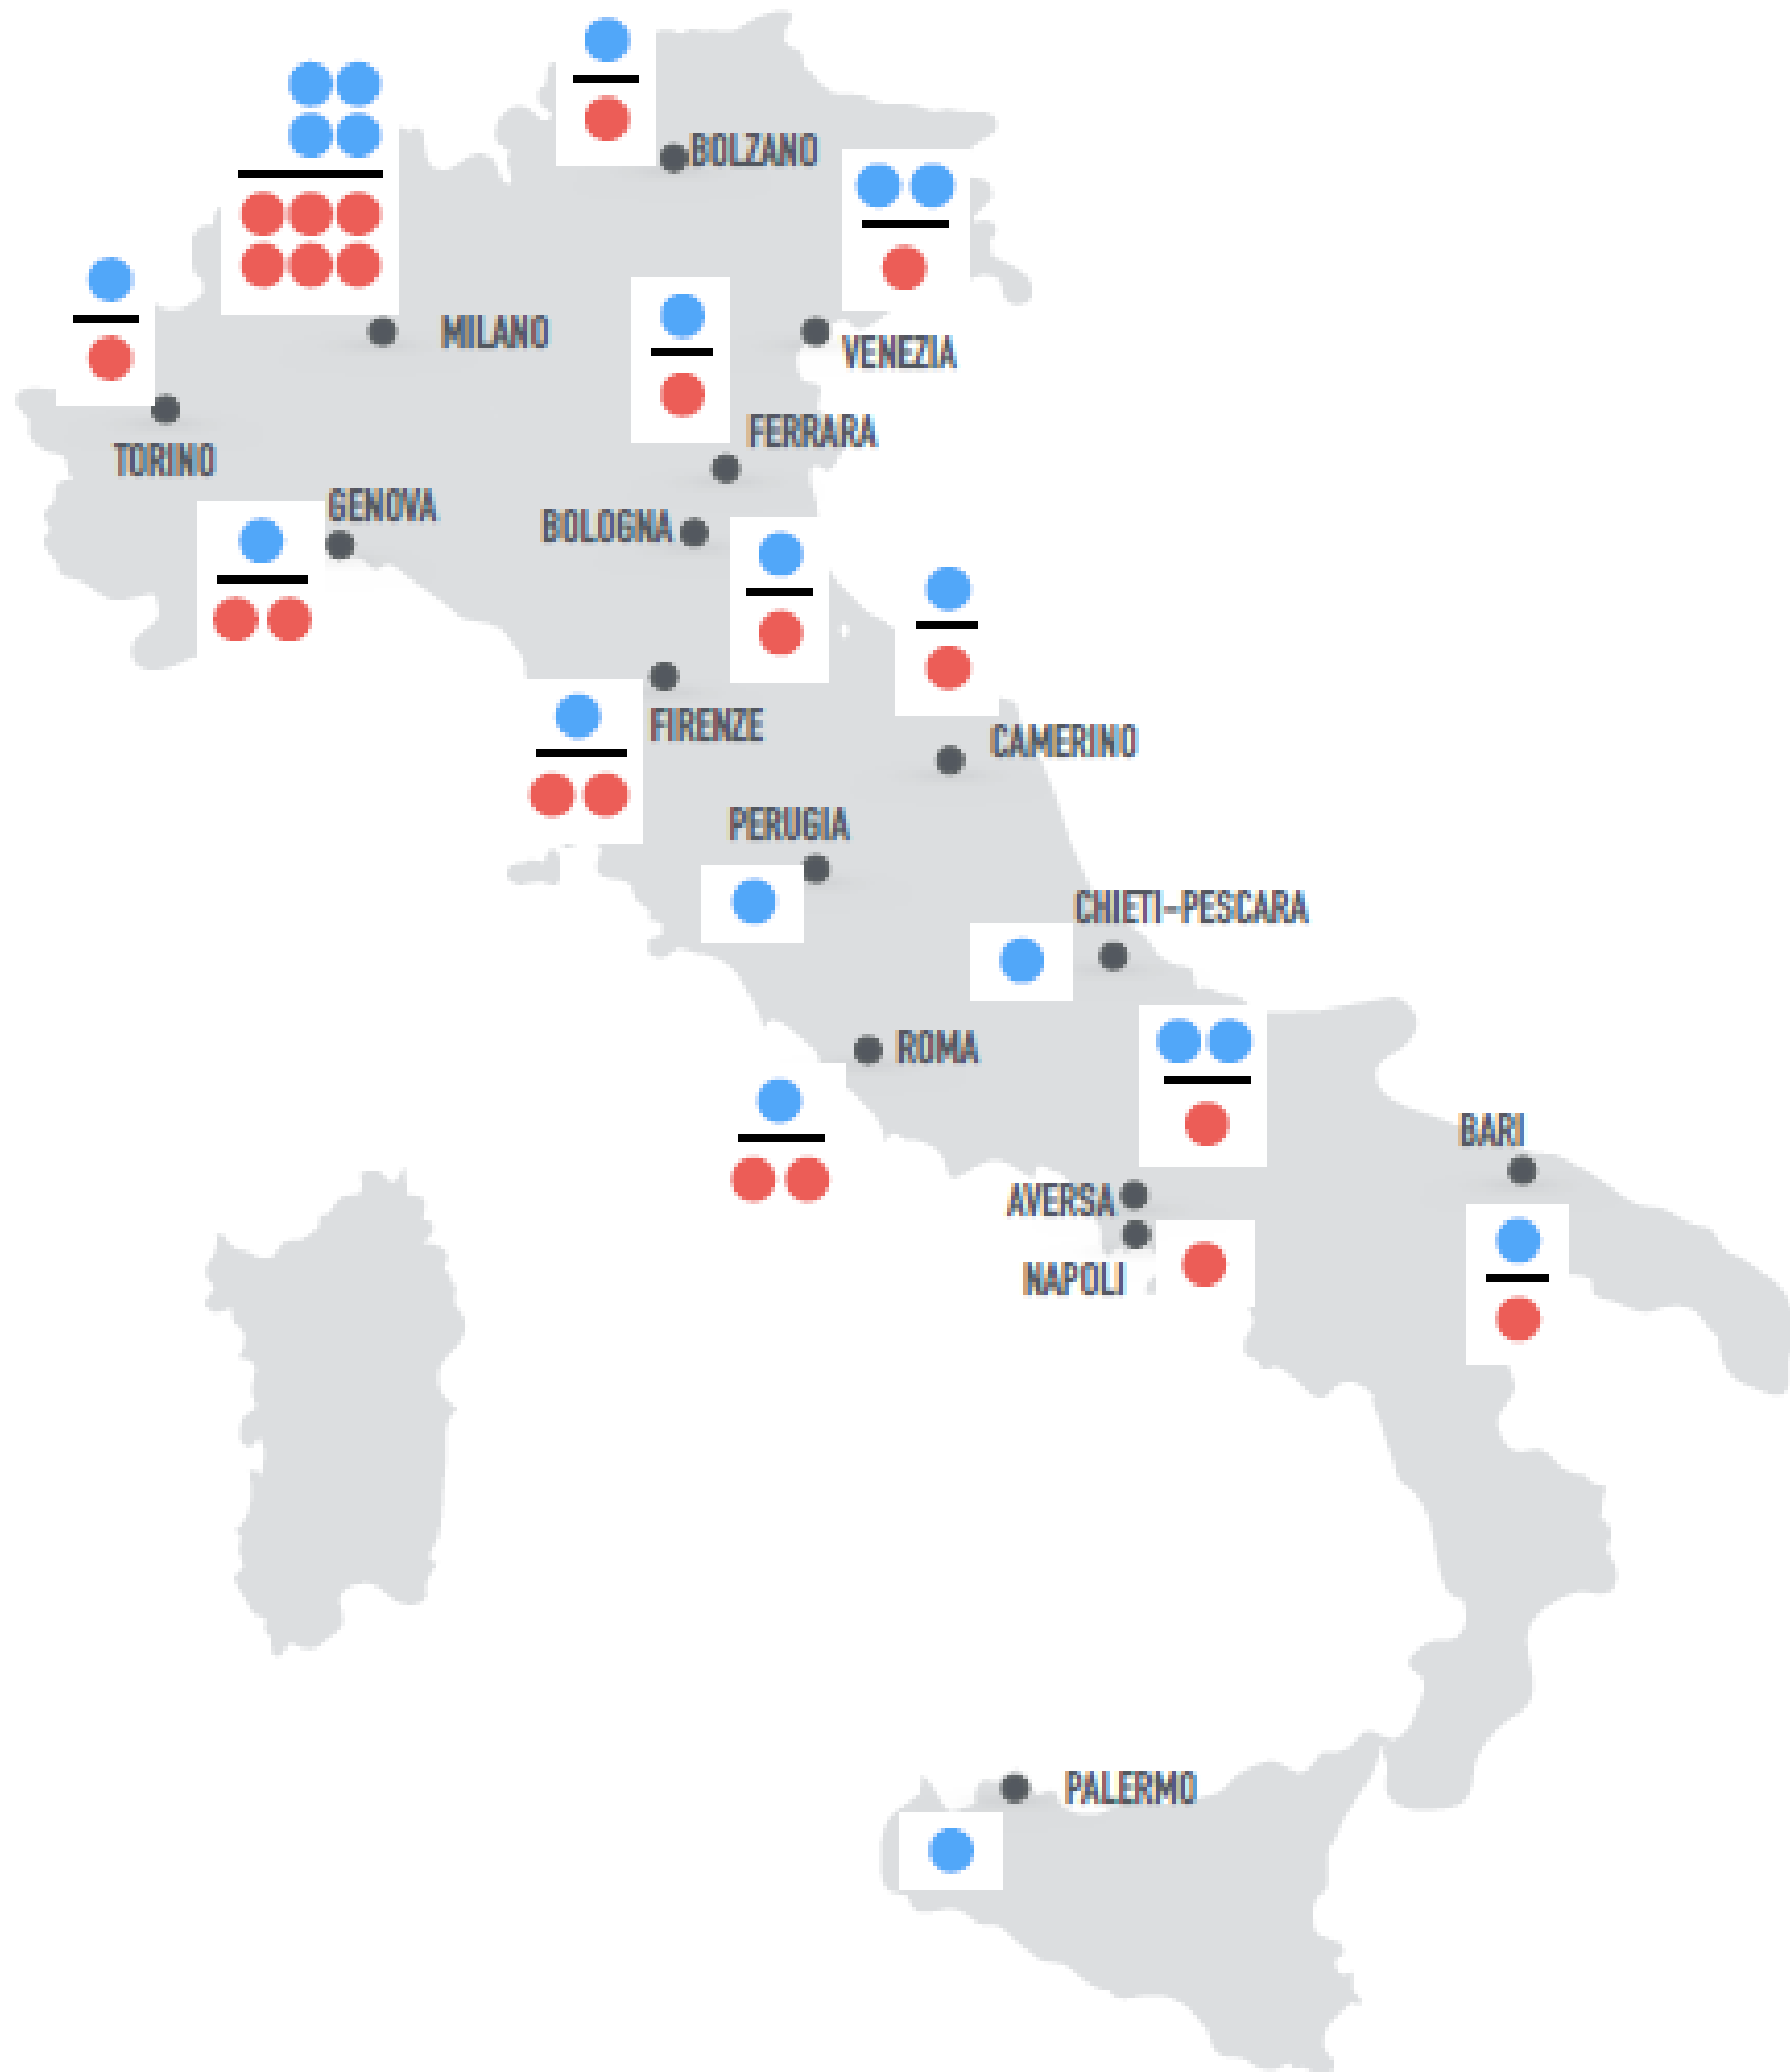 BOLZANO
MILANO
VENEZIA
FERRARA
TORINO
GENOVA
BOLOGNA
FIRENZE
CAMERINO
PERUGIA
CHIETI-PESCARA
ROMA
BARI
AVERSA
NAPOLI
PALERMO